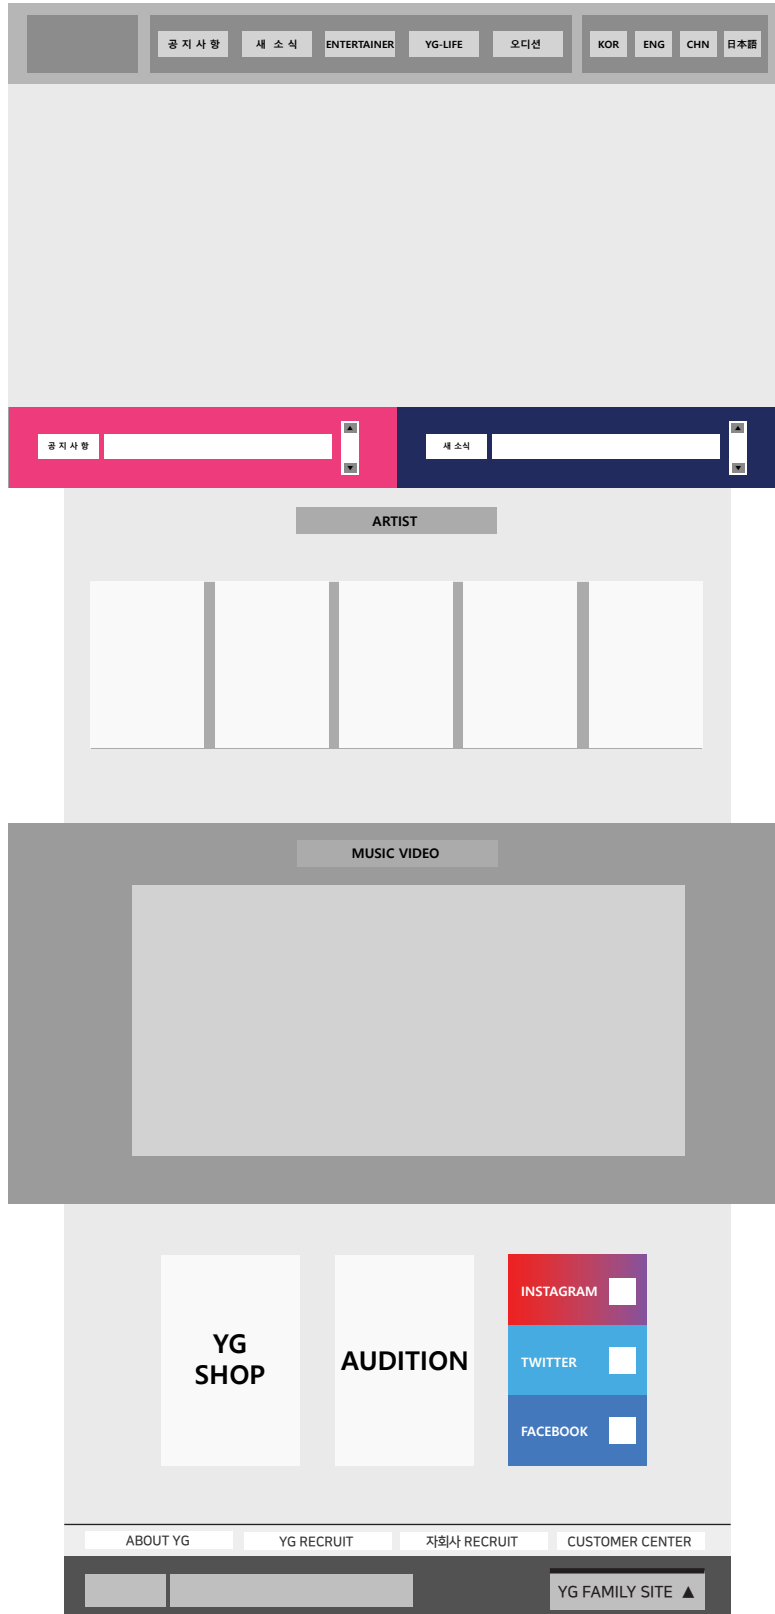 공 지 사 항
새 소 식
ENTERTAINER
YG-LIFE
오디션
KOR
ENG
CHN
日本語
공 지 사 항
▲
▼
새 소식
▲
▼
ARTIST
MUSIC VIDEO
YG
SHOP
AUDITION
INSTAGRAM
TWITTER
FACEBOOK
ABOUT YG
YG RECRUIT
자회사 RECRUIT
CUSTOMER CENTER
YG FAMILY SITE ▲